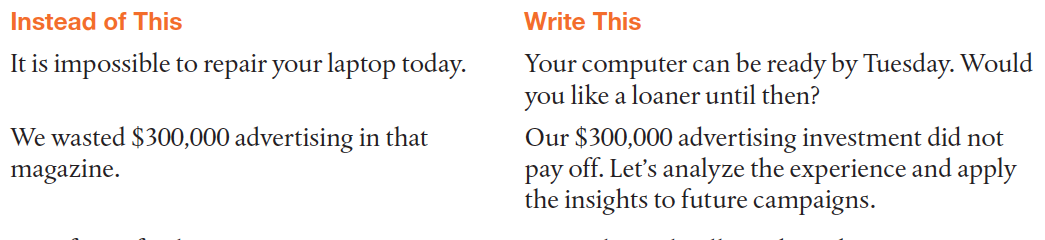 Instead of This
Write This
It is impossible to repair your laptop today.
Your computer can be ready by Tuesday. Would
you like a loaner until then?
We wasted $300,000 advertising in that
magazine.
Our $300,000 advertising investment did not
pay off. Let’s analyze the experience and apply
the insights to future campaigns.